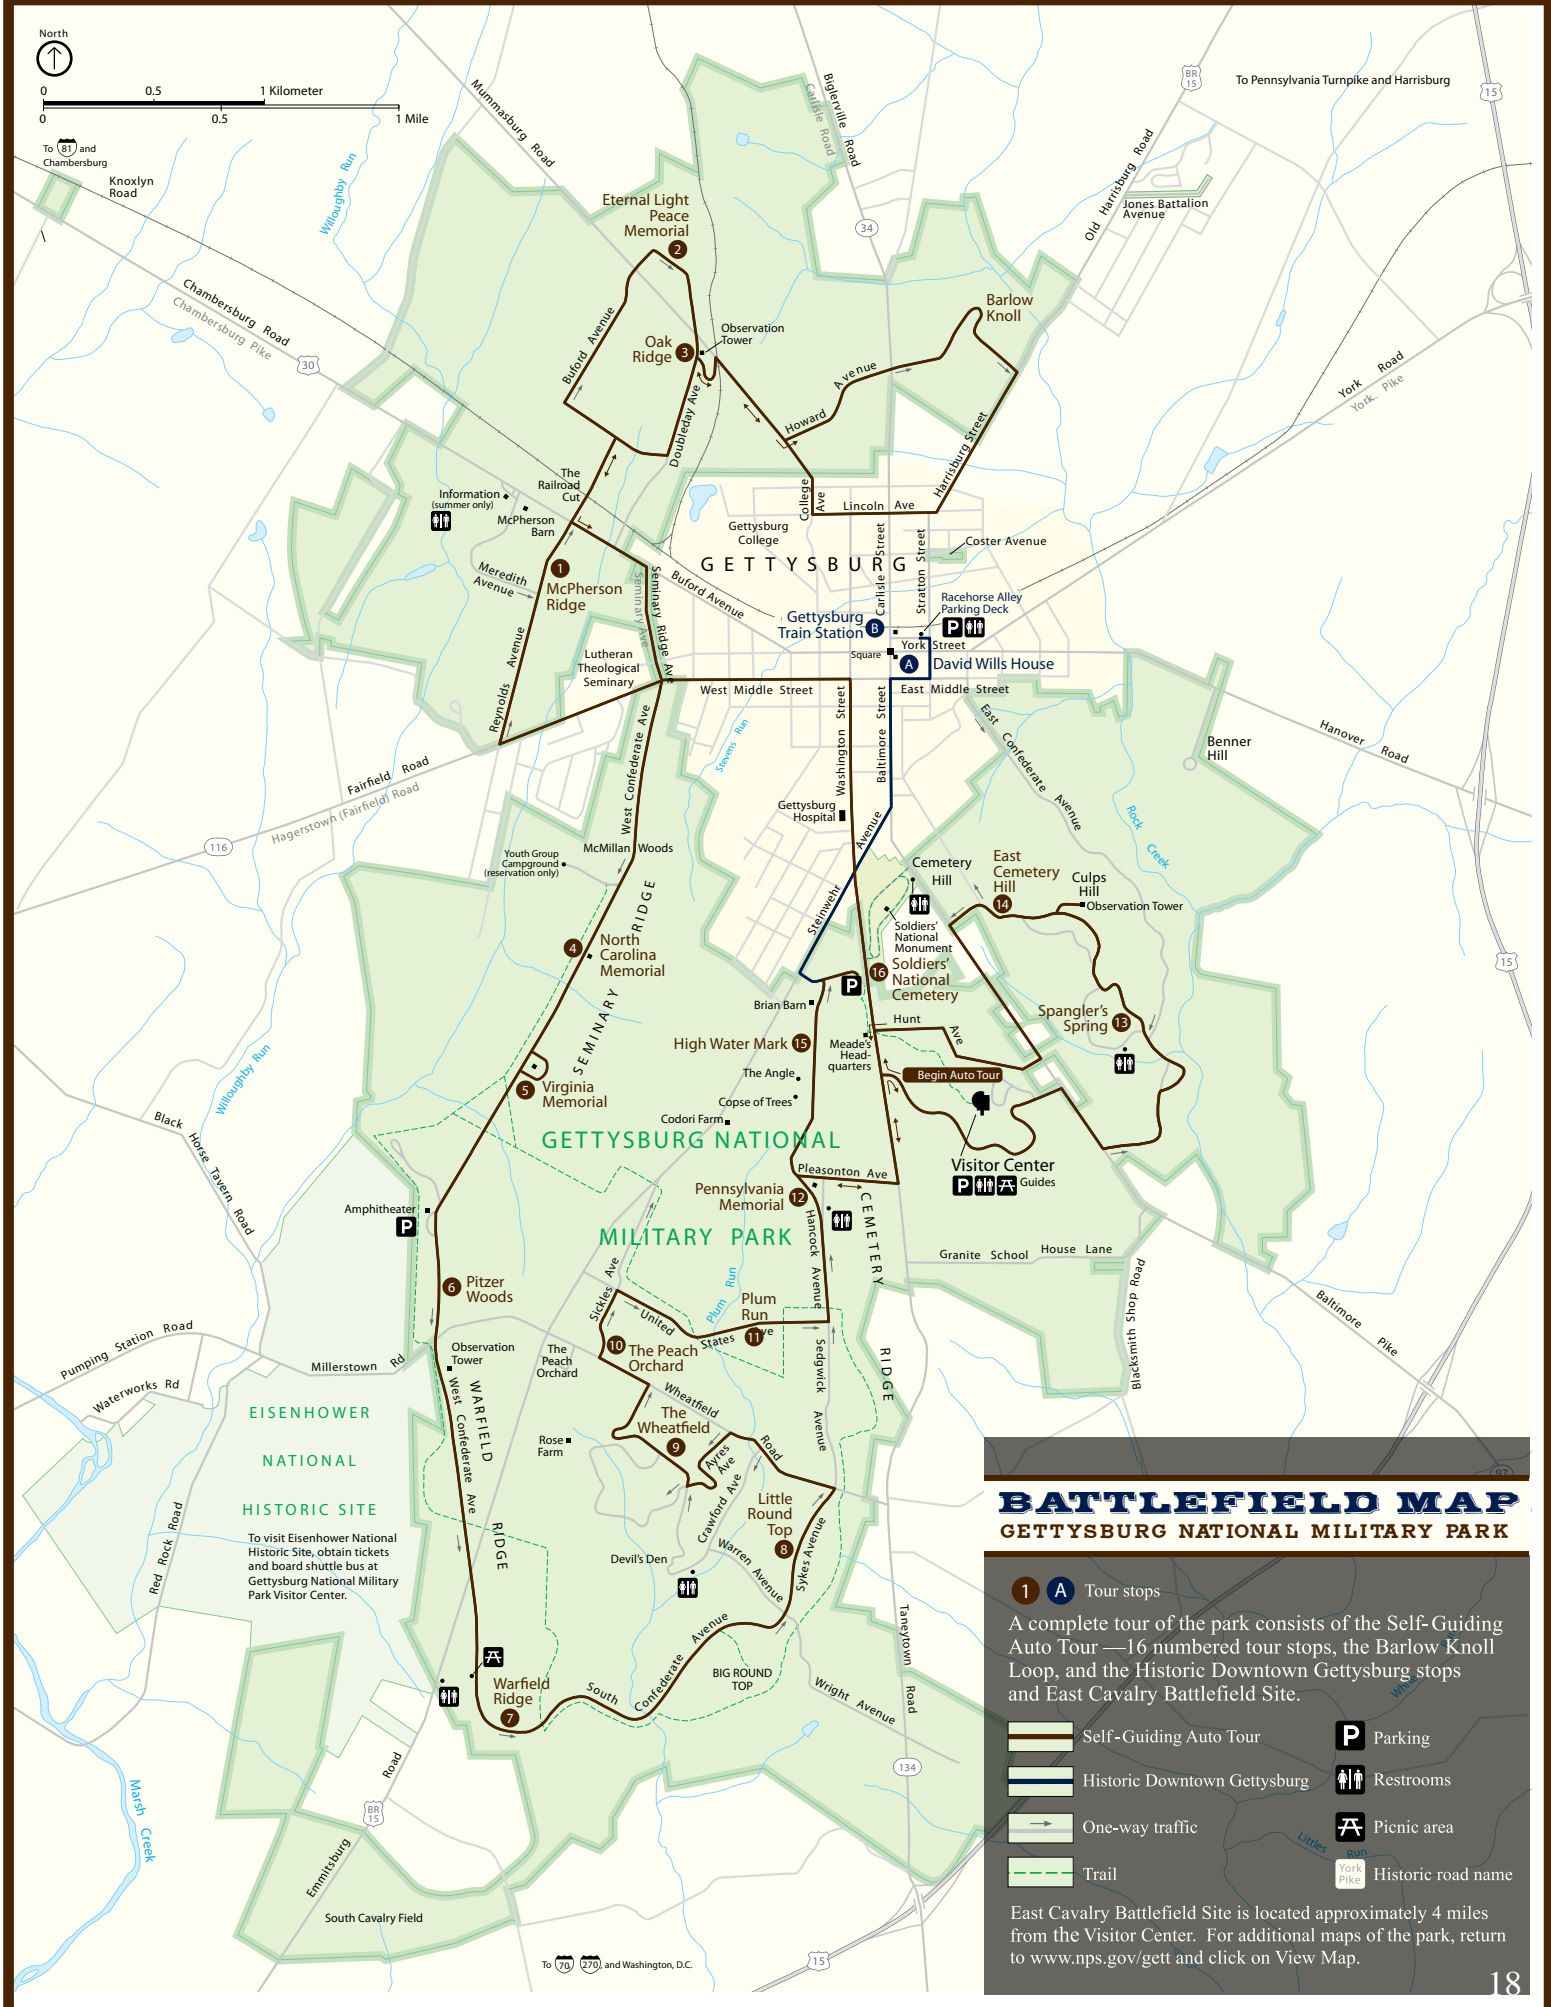 North
0 0.5 1 Kilometer
0 0.5 1 Mile
To 81 and
Chambersburg
Knoxlyn
Road
Willoughby Run
Mummasburg Road
Biglerville Road
Carlisle Road
34
BR
15
To Pennsylvania Turnpike and Harrisburg
15
Old Harrisburg Road
Jones Battalion
Avenue
Eternal Light
Peace
Memorial
2
Chambersburg Road
Chambersburg Pike
30
Buford Avenue
Oak
Ridge
3
Observation
Tower
Barlow
Knoll
Howard Avenue
Doubleday Ave
Harrisburg Street
York Road
York Pike
The
Railroad
Cut
Information
(summer only)
McPherson
Barn
College
Ave
Lincoln Ave
Gettysburg
College
Carlisle Street
Stratton Street
Coster Avenue
GETTYSBURG
1
McPherson
Ridge
Meredith
Avenue
Seminary Ridge Ave
Seminary Ave
Buford Avenue
Racehorse Alley
Parking Deck
P
Gettysburg
Train Station
B
York Street
Square
A
David Wills House
Lutheran
Theological
Seminary
Reynolds Avenue
West Middle Street
East Middle Street
Washington Street
Baltimore Street
Stevens Run
East Confederate Avenue
Benner
Hill
Hanover Road
Fairfield Road
Hagerstown (Fairfield) Road
116
West Confederate Ave
Gettysburg
Hospital
Steinwehr Avenue
Rock Creek
McMillan Woods
Youth Group
Campground
(reservation only)
Cemetery
Hill
East
Cemetery
Hill
14
Culps
Hill
Observation Tower
Soldiers'
National
Monument
4
North
Carolina
Memorial
SEMINARY RIDGE
16
Soldiers'
National
Cemetery
15
P
Brian Barn
Hunt Ave
Spangler's
Spring
13
High Water Mark
15
Meade's
Head-
quarters
Begin Auto Tour
The Angle
Copse of Trees
Codori Farm
5
Virginia
Memorial
Willoughby Run
Black Horse Tavern Road
GETTYSBURG NATIONAL
MILITARY PARK
Visitor Center
P
Guides
Pleasonton Ave
Pennsylvania
Memorial
12
Amphitheater
P
CEMETERY RIDGE
Hancock Avenue
Granite School House Lane
Blacksmith Shop Road
Baltimore Pike
6
Pitzer
Woods
Sickles Ave
Plum Run
Plum
Run
11
United States Ave
10
The Peach
Orchard
The
Peach
Orchard
Observation
Tower
Pumping Station Road
Millerstown Rd
Waterworks Rd
Sedgwick Avenue
EISENHOWER
NATIONAL
HISTORIC SITE
To visit Eisenhower National
Historic Site, obtain tickets
and board shuttle bus at
Gettysburg National Military
Park Visitor Center.
WARFIELD RIDGE
West Confederate Ave
Wheatfield Road
The
Wheatfield
9
Rose
Farm
Ayres
Ave
Crawford Ave
Little
Round
Top
8
Devil's Den
Warren Avenue
Sykes Avenue
Red Rock Road
Taneytown Road
Warfield
Ridge
7
South Confederate Avenue
BIG ROUND
TOP
Wright Avenue
134
Marsh Creek
BR
15
Emmitsburg Road
South Cavalry Field
To 70 270 and Washington, D.C.
15
97
BATTLEFIELD MAP
GETTYSBURG NATIONAL MILITARY PARK
1 A Tour stops
A complete tour of the park consists of the Self-Guiding
Auto Tour —16 numbered tour stops, the Barlow Knoll
Loop, and the Historic Downtown Gettysburg stops
and East Cavalry Battlefield Site.
Self-Guiding Auto Tour
P Parking
Historic Downtown Gettysburg
Restrooms
One-way traffic
Picnic area
Littles Run
Trail
York
Pike
Historic road name
East Cavalry Battlefield Site is located approximately 4 miles
from the Visitor Center. For additional maps of the park, return
to www.nps.gov/gett and click on View Map.
18